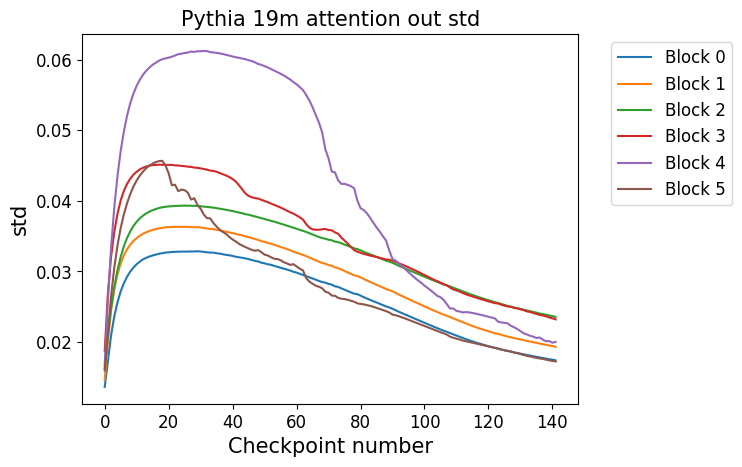 Pythia 19m attention out std
std
0.06
0.05
0.04
0.03
0.02
0
20
40
60
80
100
120
140
Checkpoint number
Block 0
Block 1
Block 2
Block 3
Block 4
Block 5